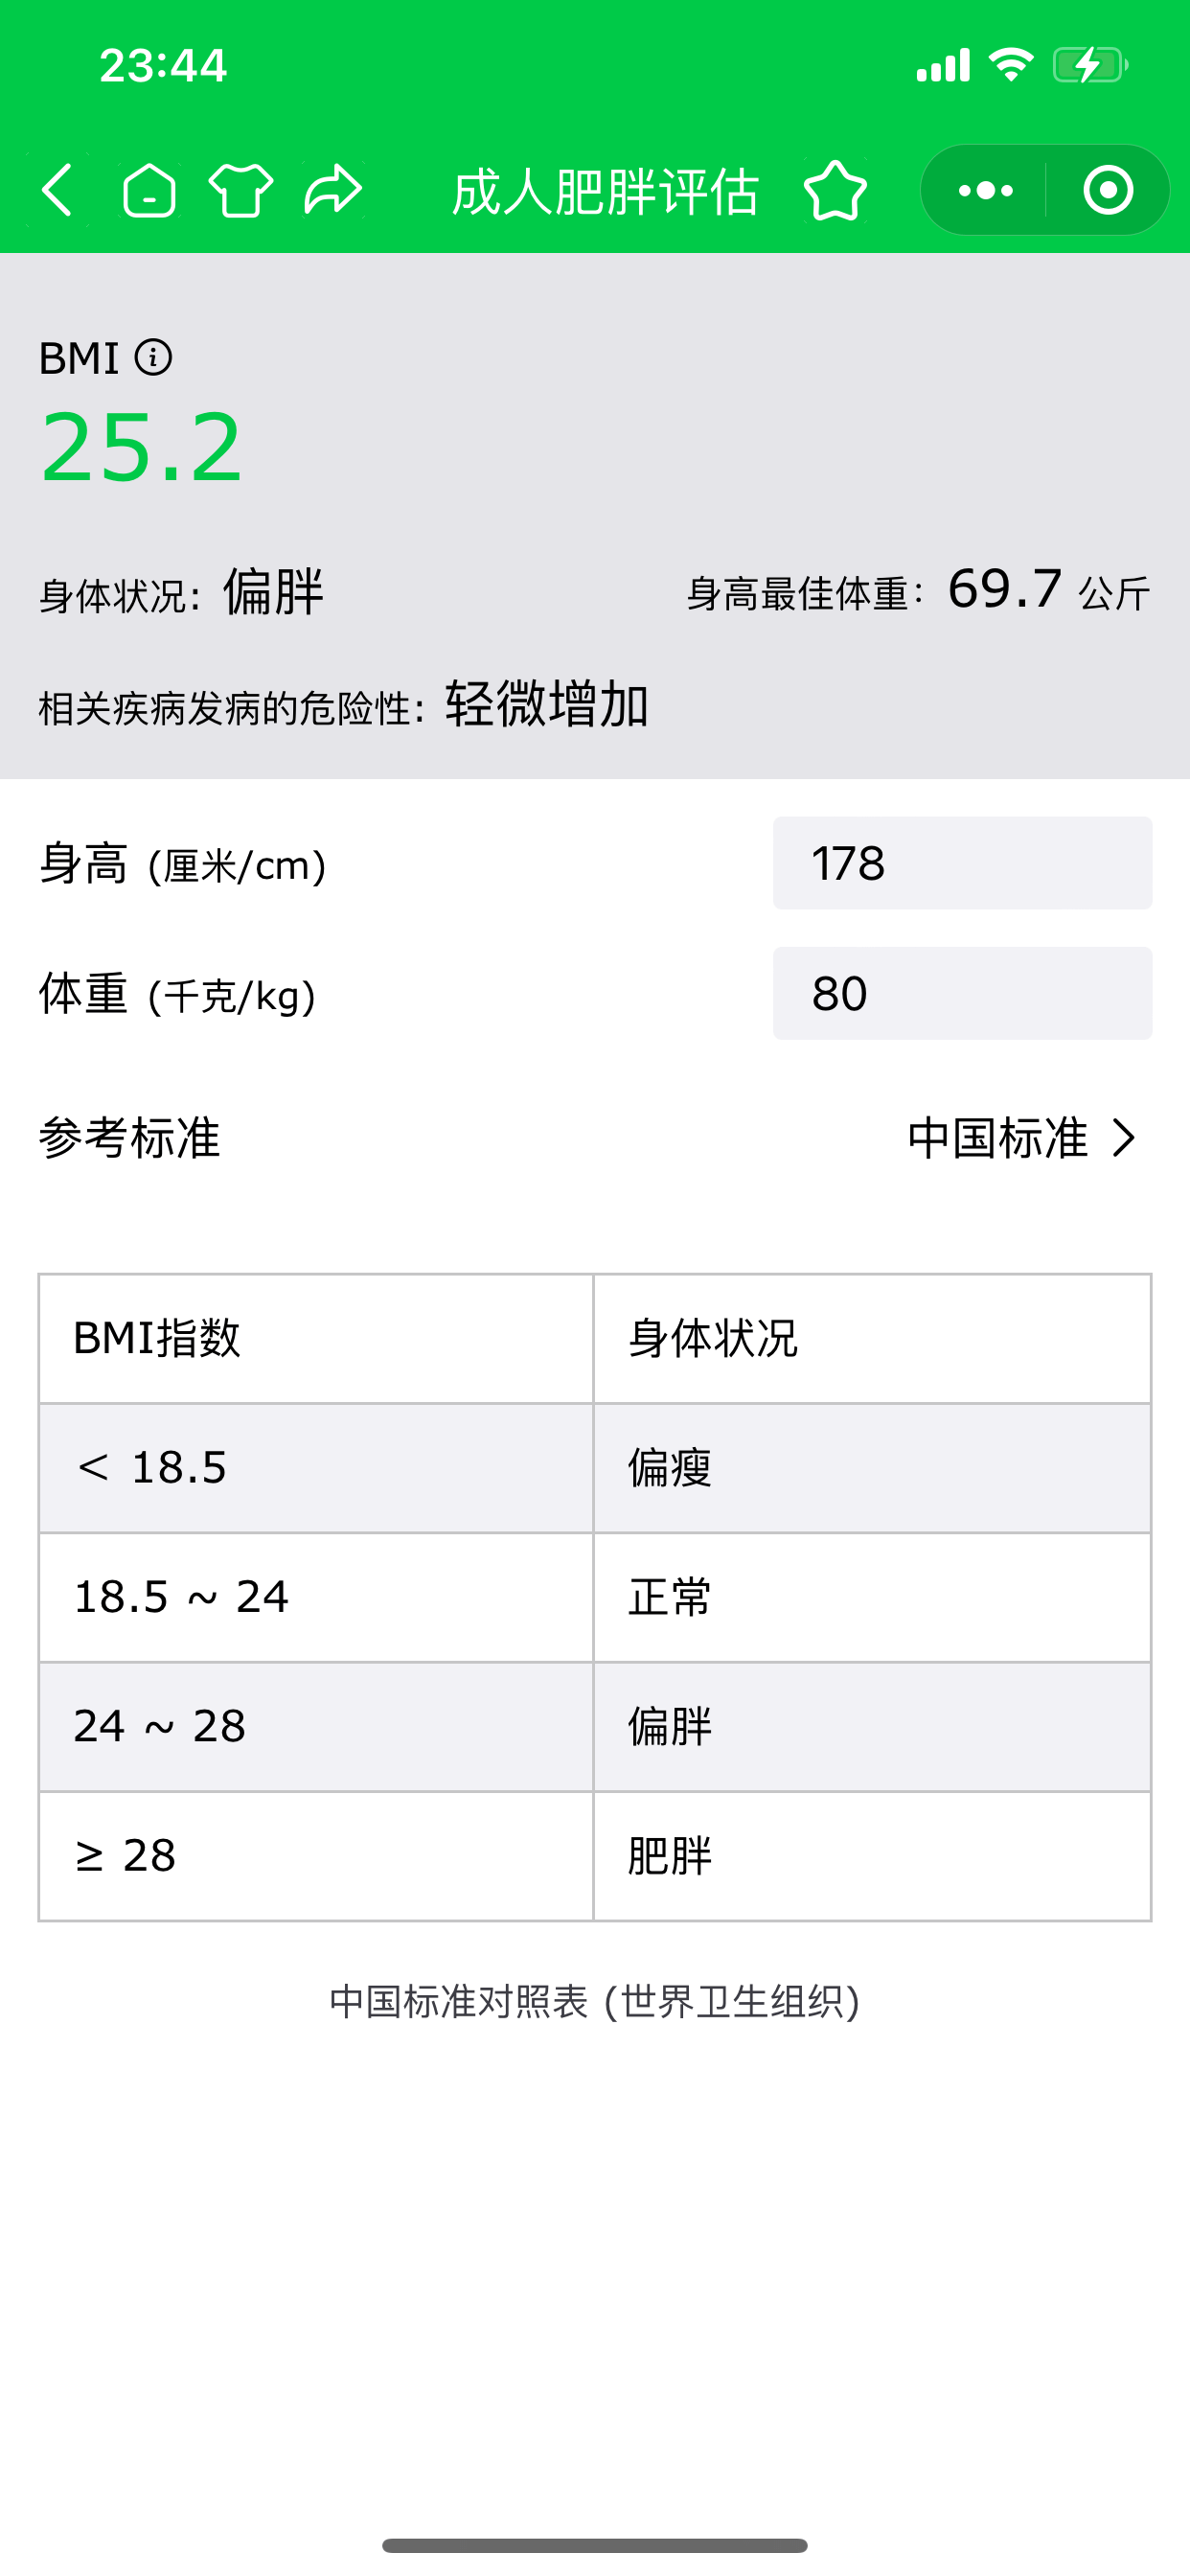 23:44
成人肥胖评估
BMI
25.2
身体状况: 偏胖 身高最佳体重: 69.7 公斤
相关疾病发病的危险性: 轻微增加
身高 (厘米/cm) 178
体重 (千克/kg) 80
参考标准 中国标准
BMI指数 身体状况
< 18.5 偏瘦
18.5 ~ 24 正常
24 ~ 28 偏胖
≥ 28 肥胖
中国标准对照表 (世界卫生组织)